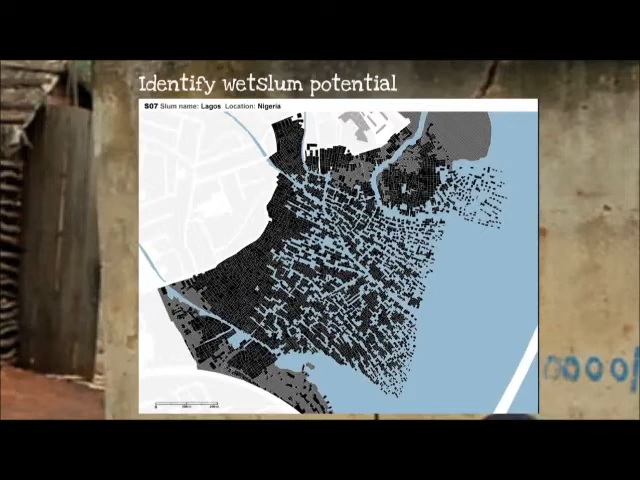 Identify wetslum potential
S07 Slum name: Lagos Location: Nigeria